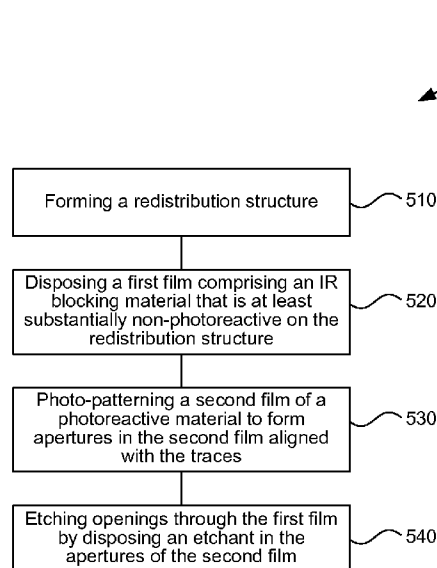 Forming a redistribution structure
510
Disposing a first film comprising an IR
blocking material that is at least
substantially non-photoreactive on the
redistribution structure
520
Photo-patterning a second film of a
photoreactive material to form
apertures in the second film aligned
with the traces
530
Etching openings through the first film
by disposing an etchant in the
apertures of the second film
540